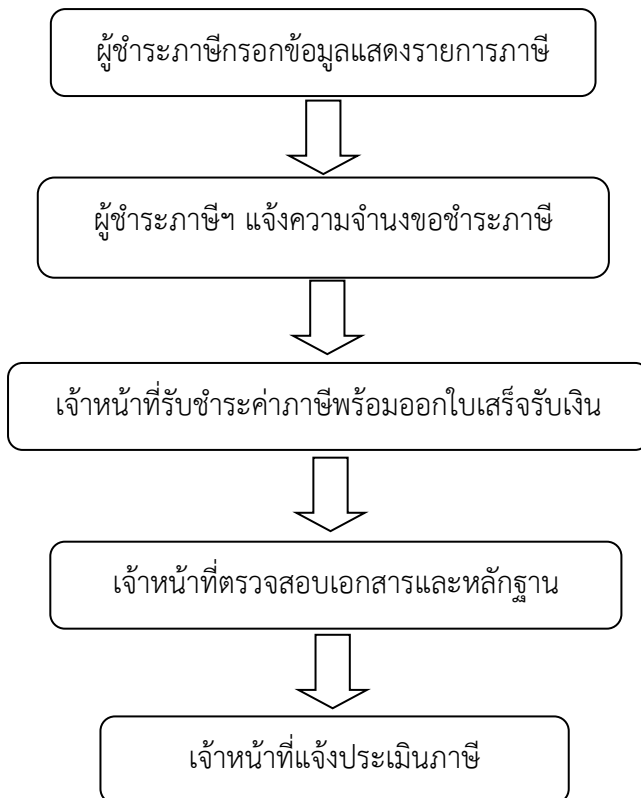 ผู้ชำระภาษีกรอกข้อมูลแสดงรายการภาษี
ผู้ชำระภาษีฯ แจ้งความจำนงขอชำระภาษี
เจ้าหน้าที่รับชำระค่าภาษีพร้อมออกใบเสร็จรับเงิน
เจ้าหน้าที่ตรวจสอบเอกสารและหลักฐาน
เจ้าหน้าที่แจ้งประเมินภาษี